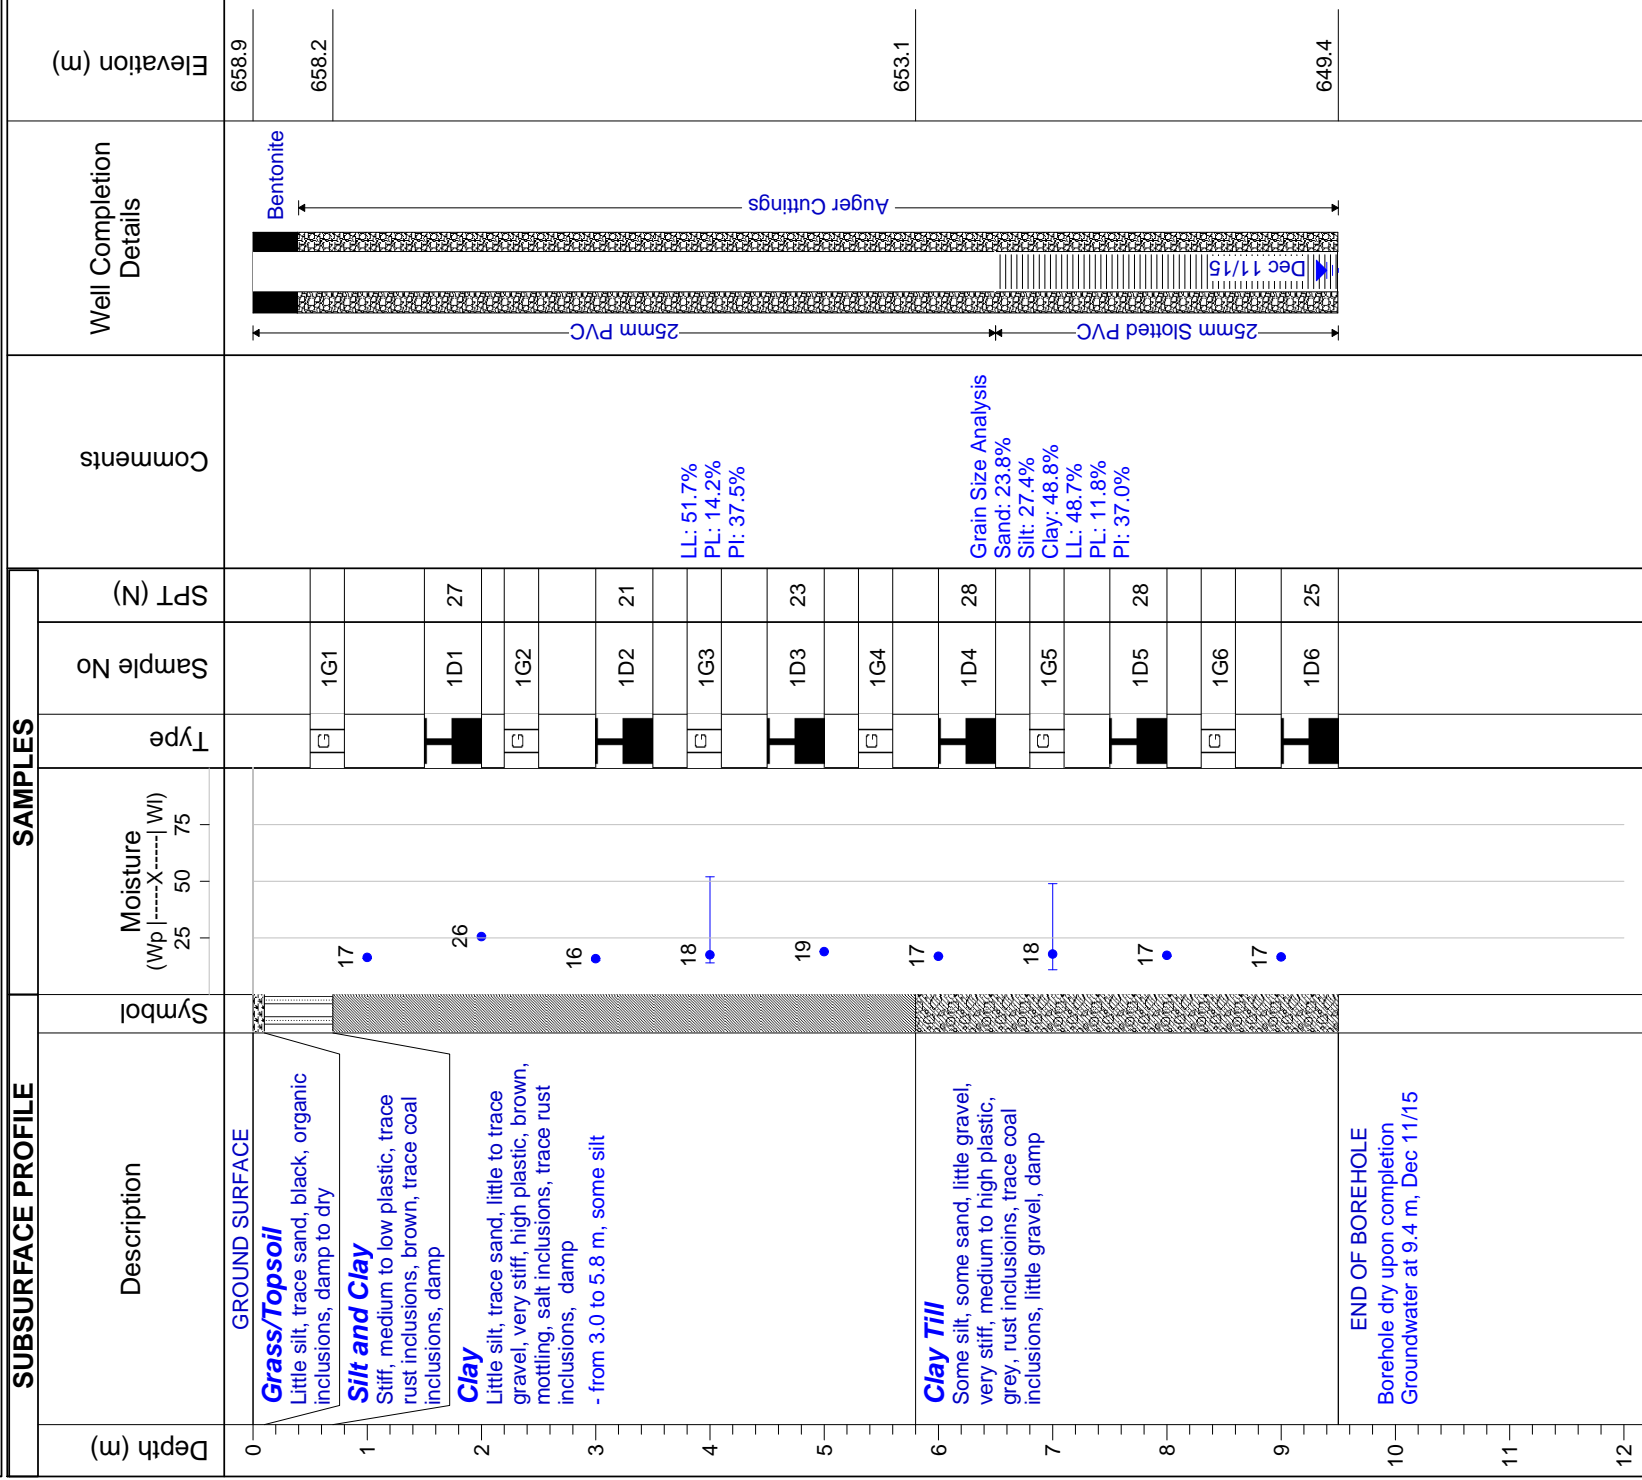 SUBSURFACE PROFILE
SAMPLES
Depth (m)
Description
Symbol
Moisture
(Wp |-----X-----| Wl)
25 50 75
Type
Sample No
SPT (N)
Comments
Well Completion
Details
Elevation (m)
0
1
2
3
4
5
6
7
8
9
10
11
12
GROUND SURFACE
Grass/Topsoil
Little silt, trace sand, black, organic
inclusions, damp to dry
Silt and Clay
Stiff, medium to low plastic, trace
rust inclusions, brown, trace coal
inclusions, damp
Clay
Little silt, trace sand, little to trace
gravel, very stiff, high plastic, brown,
mottling, salt inclusions, trace rust
inclusions, damp
- from 3.0 to 5.8 m, some silt
Clay Till
Some silt, some sand, little gravel,
very stiff, medium to high plastic,
grey, rust inclusioins, trace coal
inclusions, little gravel, damp
END OF BOREHOLE
Borehole dry upon completion
Groundwater at 9.4 m, Dec 11/15
17
26
16
18
19
17
18
17
17
G
G
G
G
G
G
1G1
1D1
1G2
1D2
1G3
1D3
1G4
1D4
1G5
1D5
1G6
1D6
27
21
23
28
28
25
LL: 51.7%
PL: 14.2%
PI: 37.5%
Grain Size Analysis
Sand: 23.8%
Silt: 27.4%
Clay: 48.8%
LL: 48.7%
PL: 11.8%
PI: 37.0%
25mm PVC
25mm Slotted PVC
Dec 11/15
Bentonite
Auger Cuttings
658.9
658.2
653.1
649.4